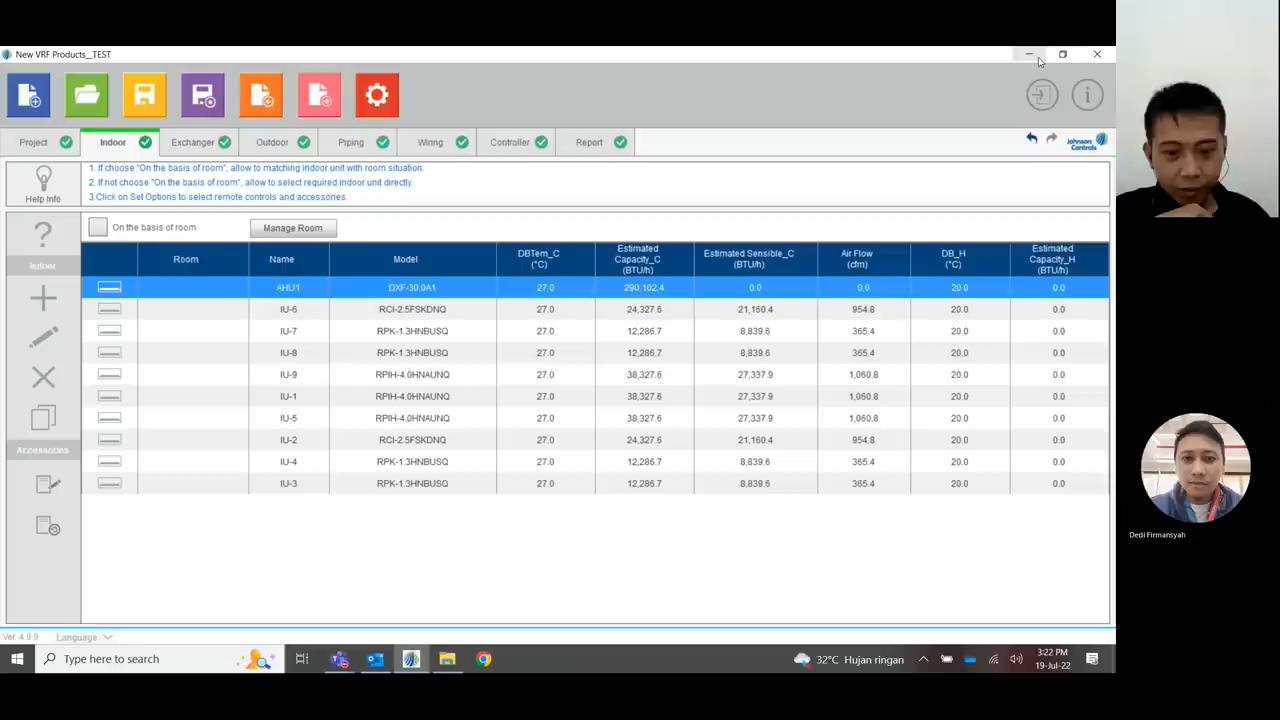 New VRF Products__TEST
Project
Indoor
Exchanger
Outdoor
Piping
Wiring
Controller
Report
Johnson Controls
Help Info
1. If choose "On the basis of room", allow to matching indoor unit with room situation.
2. If not choose "On the basis of room", allow to select required indoor unit directly.
3.Click on Set Options to select remote controls and accessories.
On the basis of room
Manage Room
Indoor
Accessories
Room Name Model DBTem_C (°C) Estimated Capacity_C (BTU/h) Estimated Sensible_C (BTU/h) Air Flow (cfm) DB_H (°C) Estimated Capacity_H (BTU/h)
AHU1 DXF-30.0A1 27.0 290,102.4 0.0 0.0 20.0 0.0
IU-6 RCI-2.5FSKDNQ 27.0 24,327.6 21,160.4 954.8 20.0 0.0
IU-7 RPK-1.3HNBUSQ 27.0 12,286.7 8,839.6 365.4 20.0 0.0
IU-8 RPK-1.3HNBUSQ 27.0 12,286.7 8,839.6 365.4 20.0 0.0
IU-9 RPIH-4.0HNAUNQ 27.0 38,327.6 27,337.9 1,060.8 20.0 0.0
IU-1 RPIH-4.0HNAUNQ 27.0 38,327.6 27,337.9 1,060.8 20.0 0.0
IU-5 RPIH-4.0HNAUNQ 27.0 38,327.6 27,337.9 1,060.8 20.0 0.0
IU-2 RCI-2.5FSKDNQ 27.0 24,327.6 21,160.4 954.8 20.0 0.0
IU-4 RPK-1.3HNBUSQ 27.0 12,286.7 8,839.6 365.4 20.0 0.0
IU-3 RPK-1.3HNBUSQ 27.0 12,286.7 8,839.6 365.4 20.0 0.0
Dedi Firmansyah
Ver. 4.9.9 Language
Type here to search
32°C Hujan ringan
3:22 PM
19-Jul-22